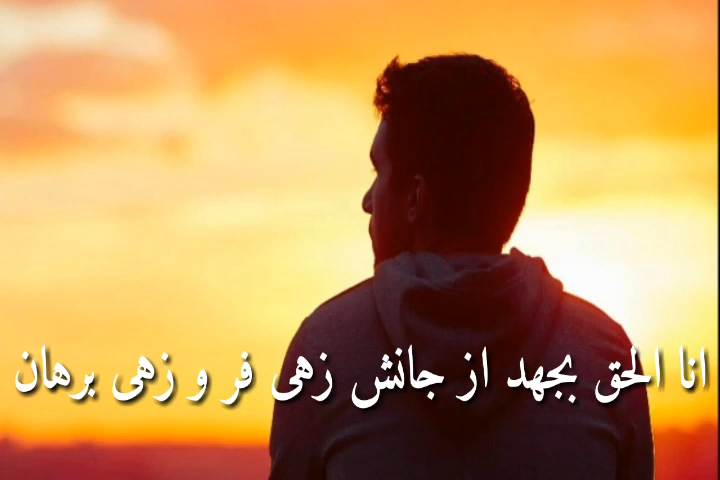 انا الحق بجهد از جانش زهی فر و زهی برهان